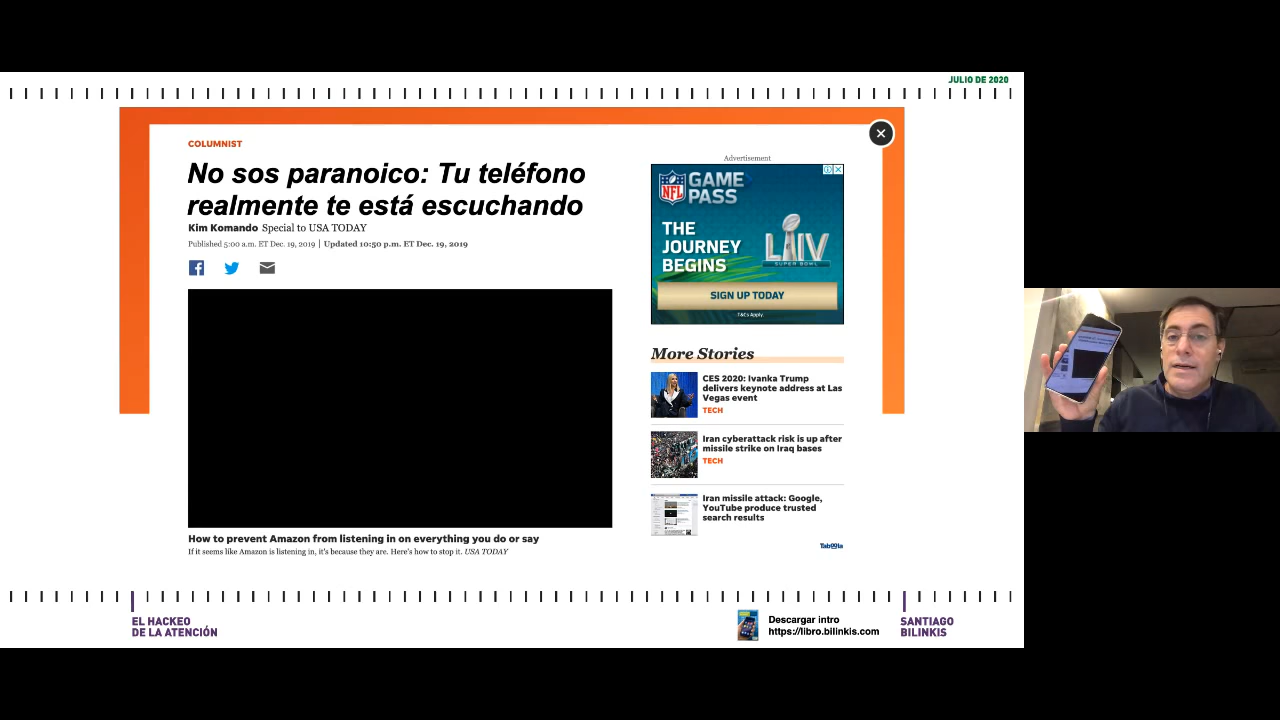 JULIO DE 2020
COLUMNIST
No sos paranoico: Tu teléfono
realmente te está escuchando
Kim Komando Special to USA TODAY
Published 5:00 a.m. ET Dec. 19, 2019 | Updated 10:50 p.m. ET Dec. 19, 2019
How to prevent Amazon from listening in on everything you do or say
If it seems like Amazon is listening in, it's because they are. Here's how to stop it. USA TODAY
Advertisement
NFL
GAME
PASS
THE
JOURNEY
BEGINS
LIV
SUPER BOWL
SIGN UP TODAY
T&C's Apply.
More Stories
CES 2020: Ivanka Trump
delivers keynote address at Las
Vegas event
TECH
Iran cyberattack risk is up after
missile strike on Iraq bases
TECH
Iran missile attack: Google,
YouTube produce trusted
search results
Taboola
EL HACKEO
DE LA ATENCIÓN
Descargar intro
https://libro.bilinkis.com
SANTIAGO
BILINKIS